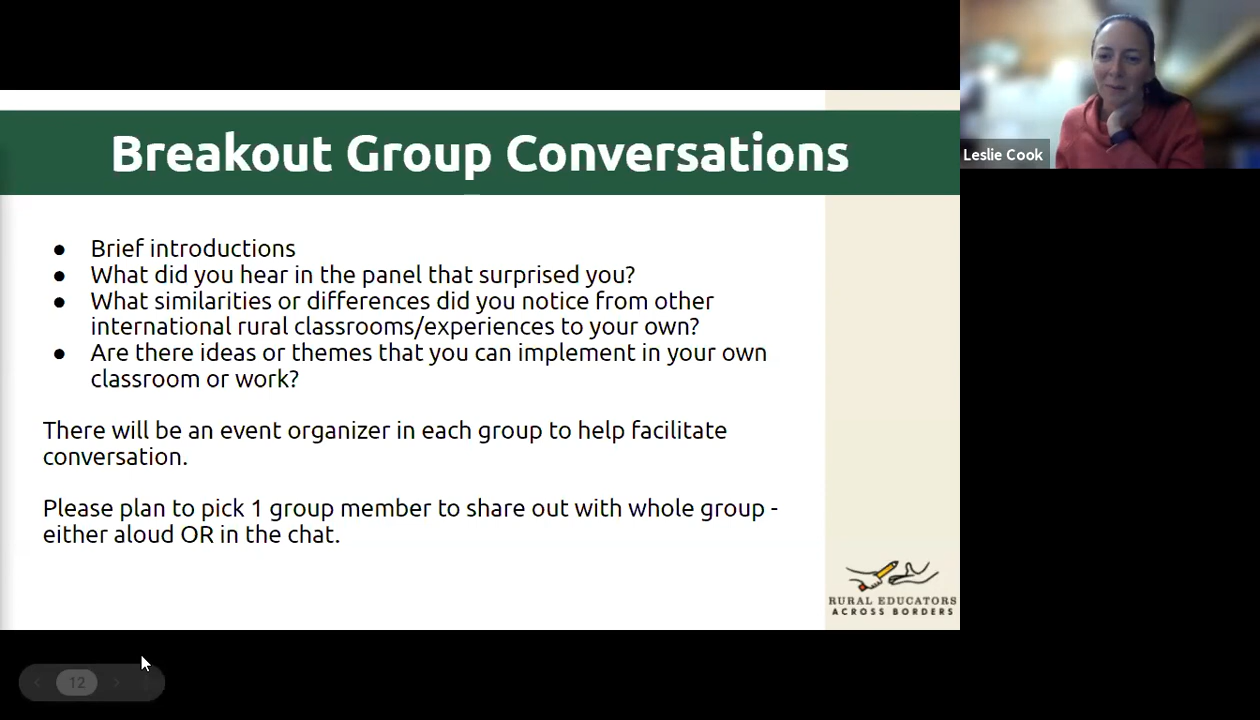 Breakout Group Conversations
Leslie Cook
● Brief introductions
● What did you hear in the panel that surprised you?
● What similarities or differences did you notice from other
international rural classrooms/experiences to your own?
● Are there ideas or themes that you can implement in your own
classroom or work?
There will be an event organizer in each group to help facilitate
conversation.
Please plan to pick 1 group member to share out with whole group -
either aloud OR in the chat.
RURAL EDUCATORS
ACROSS BORDERS
12